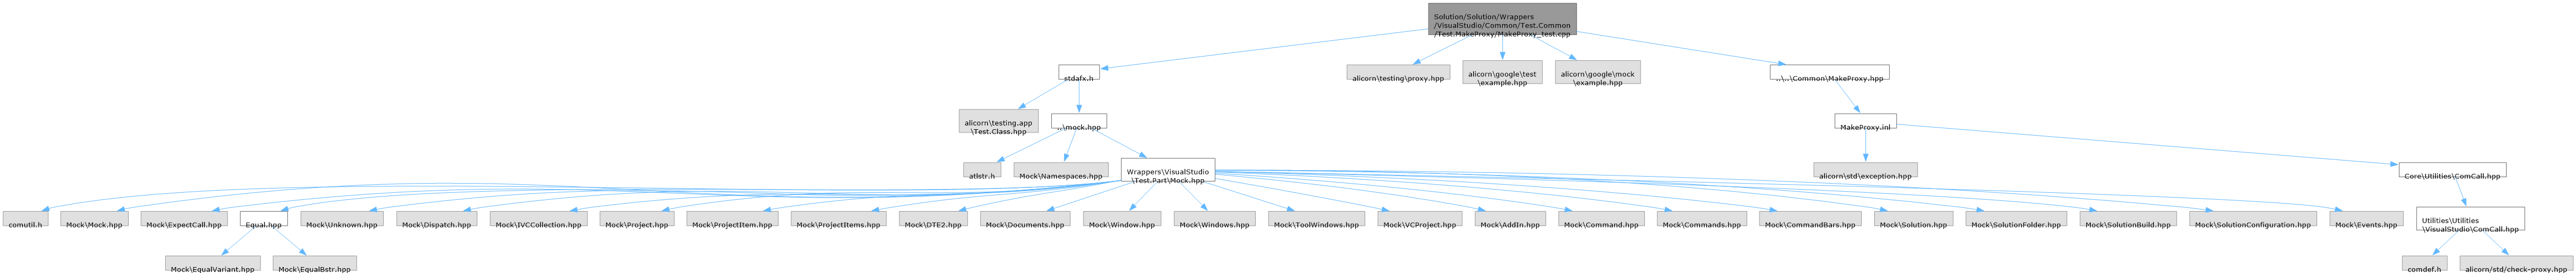 Solution/Solution/Wrappers
/VisualStudio/Common/Test.Common
/Test.MakeProxy/MakeProxy_test.cpp
stdafx.h
alicorn\testing\proxy.hpp
alicorn\google\test
\example.hpp
alicorn\google\mock
\example.hpp
..\..\Common\MakeProxy.hpp
alicorn\testing.app
\Test.Class.hpp
..\mock.hpp
MakeProxy.inl
atlstr.h
Mock\Namespaces.hpp
Wrappers\VisualStudio
\Test.Part\Mock.hpp
alicorn\std\exception.hpp
Core\Utilities\ComCall.hpp
comutil.h
Mock\Mock.hpp
Mock\ExpectCall.hpp
Equal.hpp
Mock\Unknown.hpp
Mock\Dispatch.hpp
Mock\IVCCollection.hpp
Mock\Project.hpp
Mock\ProjectItem.hpp
Mock\ProjectItems.hpp
Mock\DTE2.hpp
Mock\Documents.hpp
Mock\Window.hpp
Mock\Windows.hpp
Mock\ToolWindows.hpp
Mock\VCProject.hpp
Mock\AddIn.hpp
Mock\Command.hpp
Mock\Commands.hpp
Mock\CommandBars.hpp
Mock\Solution.hpp
Mock\SolutionFolder.hpp
Mock\SolutionBuild.hpp
Mock\SolutionConfiguration.hpp
Mock\Events.hpp
Utilities\Utilities
\VisualStudio\ComCall.hpp
Mock\EqualVariant.hpp
Mock\EqualBstr.hpp
comdef.h
alicorn/std/check-proxy.hpp